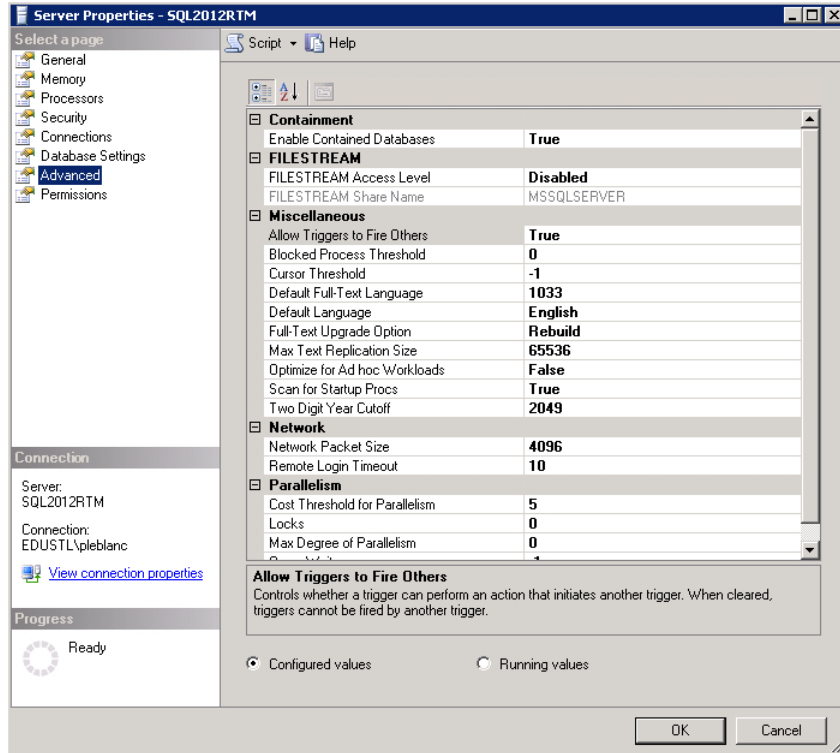 Server Properties - SQL2012RTM
Select a page
General
Memory
Processors
Security
Connections
Database Settings
Advanced
Permissions
Script Help
Containment
Enable Contained Databases True
FILESTREAM
FILESTREAM Access Level Disabled
FILESTREAM Share Name MSSQLSERVER
Miscellaneous
Allow Triggers to Fire Others True
Blocked Process Threshold 0
Cursor Threshold -1
Default Full-Text Language 1033
Default Language English
Full-Text Upgrade Option Rebuild
Max Text Replication Size 65536
Optimize for Ad hoc Workloads False
Scan for Startup Procs True
Two Digit Year Cutoff 2049
Network
Network Packet Size 4096
Remote Login Timeout 10
Parallelism
Cost Threshold for Parallelism 5
Locks 0
Max Degree of Parallelism 0
Allow Triggers to Fire Others
Controls whether a trigger can perform an action that initiates another trigger. When cleared,
triggers cannot be fired by another trigger.
Configured values Running values
Connection
Server:
SQL2012RTM
Connection:
EDUSTL\pleblanc
View connection properties
Progress
Ready
OK Cancel